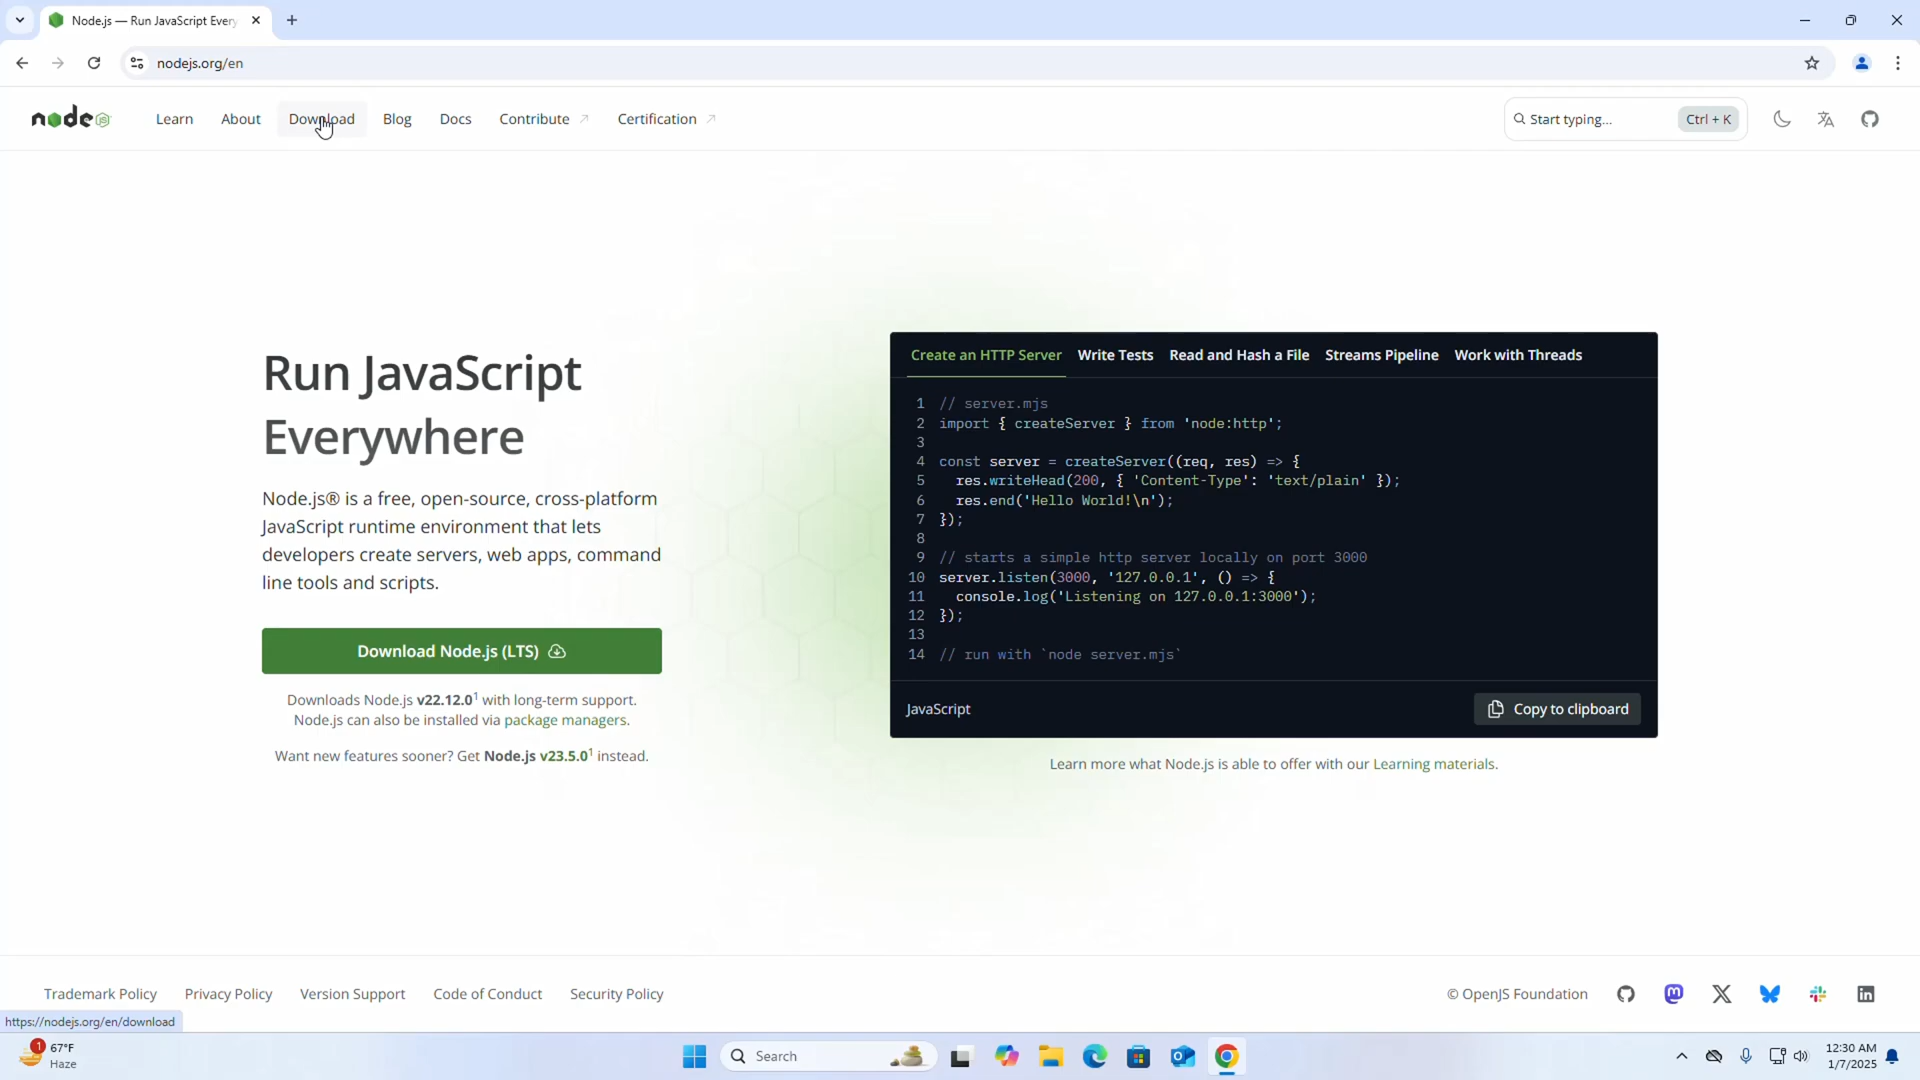 Node.js — Run JavaScript Every
nodejs.org/en
node
Learn About Download Blog Docs Contribute Certification
Start typing... Ctrl + K
Run JavaScript
Everywhere
Node.js® is a free, open-source, cross-platform
JavaScript runtime environment that lets
developers create servers, web apps, command
line tools and scripts.
Download Node.js (LTS)
Downloads Node.js v22.12.0¹ with long-term support.
Node.js can also be installed via package managers.
Want new features sooner? Get Node.js v23.5.0¹ instead.
Create an HTTP Server Write Tests Read and Hash a File Streams Pipeline Work with Threads
1 // server.mjs
2 import { createServer } from 'node:http';
3
4 const server = createServer((req, res) => {
5 res.writeHead(200, { 'Content-Type': 'text/plain' });
6 res.end('Hello World!\n');
7 });
8
9 // starts a simple http server locally on port 3000
10 server.listen(3000, '127.0.0.1', () => {
11 console.log('Listening on 127.0.0.1:3000');
12 });
13
14 // run with `node server.mjs`
JavaScript Copy to clipboard
Learn more what Node.js is able to offer with our Learning materials.
Trademark Policy Privacy Policy Version Support Code of Conduct Security Policy © OpenJS Foundation
https://nodejs.org/en/download
1 67°F
Haze
Search
12:30 AM
1/7/2025